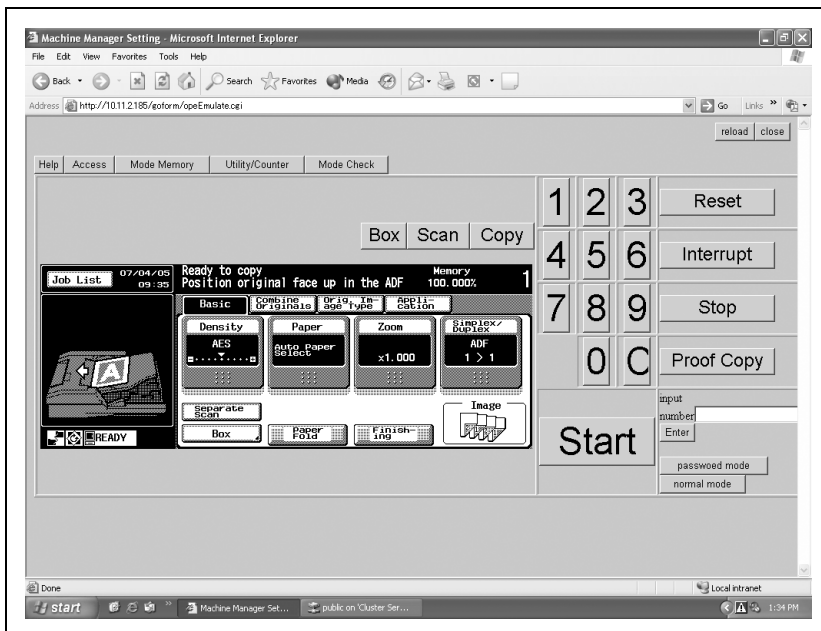 Machine Manager Setting - Microsoft Internet Explorer
File Edit View Favorites Tools Help
Back Search Favorites Media
Address http://10.11.2.185/goform/opeEmulate.cgi Go Links »
reload close
Help Access Mode Memory Utility/Counter Mode Check
1 2 3 Reset
Box Scan Copy
4 5 6 Interrupt
Job List 07/04/05 09:35
Ready to copy
Position original face up in the ADF
Memory
100.000% 1
Basic Combine Originals Orig. Im-age Type Appli-cation
7 8 9 Stop
Density Paper Zoom Simplex/Duplex
AES Auto Paper Select ×1.000 ADF 1 > 1
0 C Proof Copy
A
Separate Scan
Image
Box Paper Fold Finish-ing
READY
Start
input
number
Enter
passwoed mode
normal mode
Done Local intranet
start » Machine Manager Set... public on 'Cluster Ser... A 1:34 PM